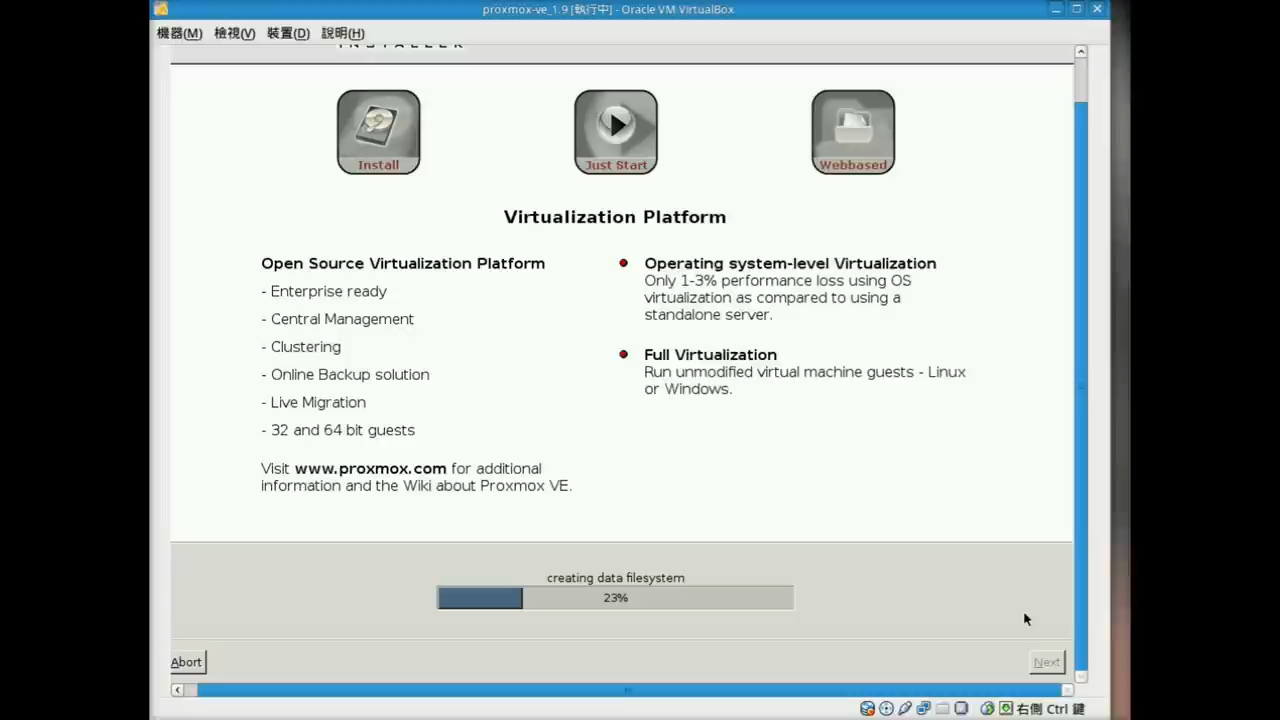 proxmox-ve_1.9 [執行中] - Oracle VM VirtualBox
機器(M) 檢視(V) 裝置(D) 說明(H)
INSTALLER
Install
Just Start
Webbased
Virtualization Platform
Open Source Virtualization Platform
- Enterprise ready
- Central Management
- Clustering
- Online Backup solution
- Live Migration
- 32 and 64 bit guests
Visit www.proxmox.com for additional
information and the Wiki about Proxmox VE.
Operating system-level Virtualization
Only 1-3% performance loss using OS
virtualization as compared to using a
standalone server.
Full Virtualization
Run unmodified virtual machine guests - Linux
or Windows.
creating data filesystem
23%
Abort
Next
右側 Ctrl 鍵